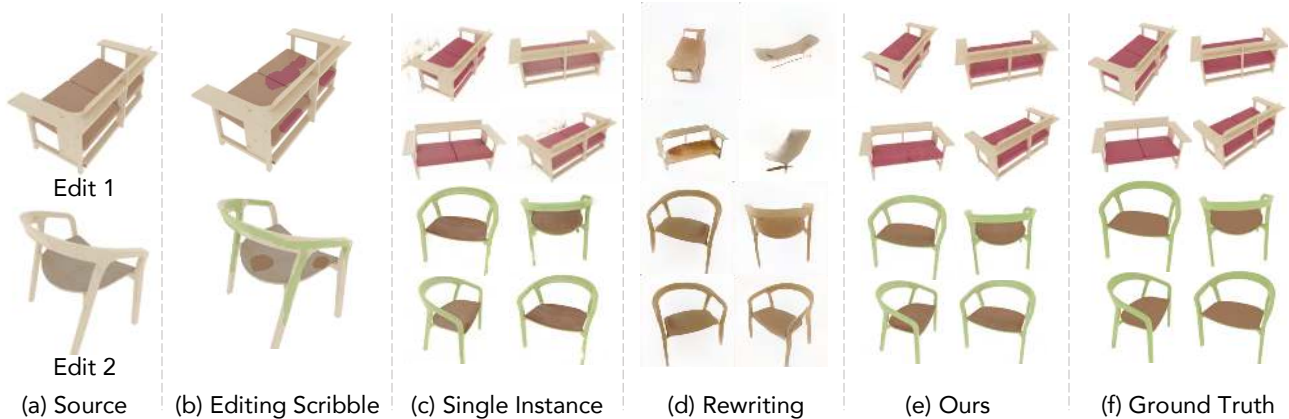 Edit 1
Edit 2
(a) Source (b) Editing Scribble (c) Single Instance (d) Rewriting (e) Ours (f) Ground Truth